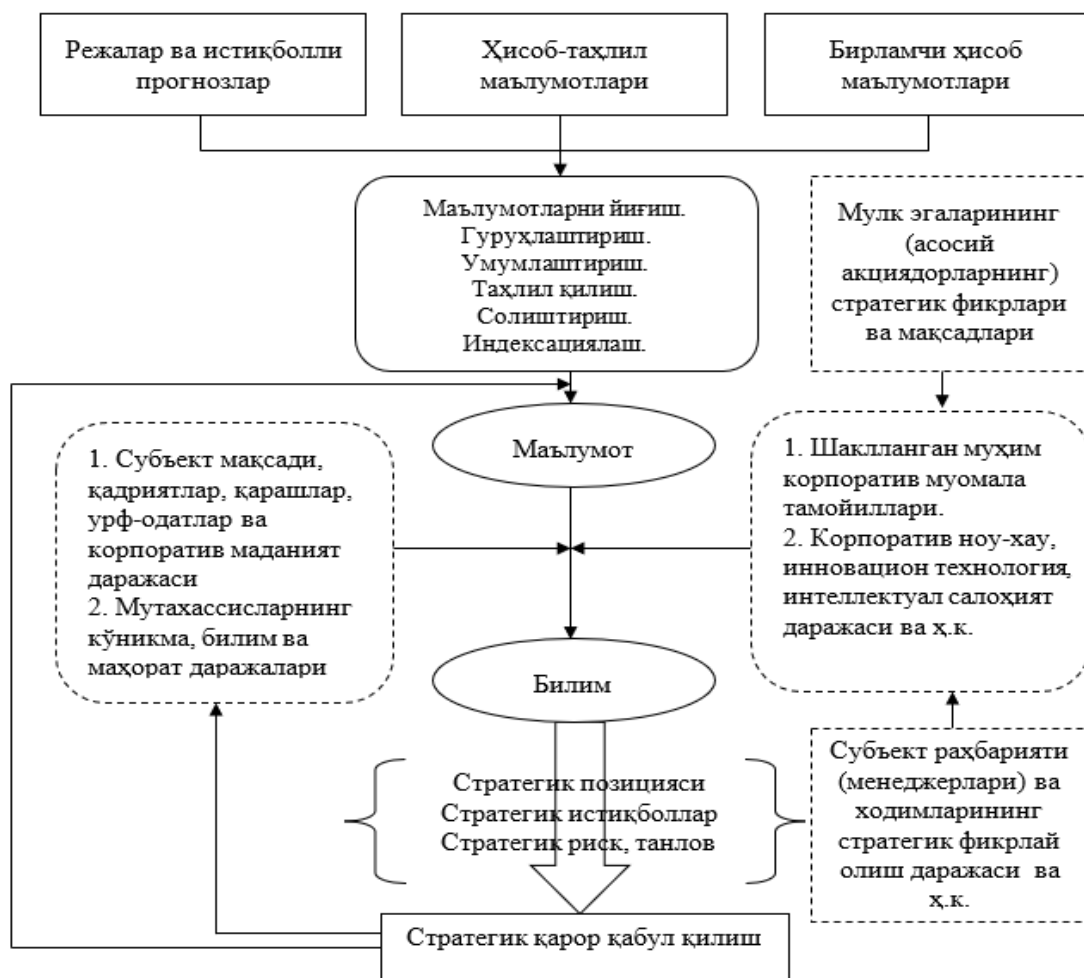 Режалар ва истиқболли
прогнозлар
Ҳисоб-таҳлил
маълумотлари
Бирламчи ҳисоб
маълумотлари
Маълумотларни йиғиш.
Гуруҳлаштириш.
Умумлаштириш.
Таҳлил қилиш.
Солиштириш.
Индексациялаш.
Мулк эгаларининг
(асосий
акциядорларнинг)
стратегик фикрлари
ва мақсадлари
Маълумот
1. Субъект мақсади,
қадриятлар, қарашлар,
урф-одатлар ва
корпоратив маданият
даражаси
2. Мутахассисларнинг
кўникма, билим ва
маҳорат даражалари
1. Шаклланган муҳим
корпоратив муомала
тамойиллари.
2. Корпоратив ноу-хау,
инновацион технология,
интеллектуал салоҳият
даражаси ва ҳ.к.
Билим
Стратегик позицияси
Стратегик истиқболлар
Стратегик риск, танлов
Субъект раҳбарияти
(менеджерлари) ва
ходимларининг
стратегик фикрлай
олиш даражаси ва
ҳ.к.
Стратегик қарор қабул қилиш